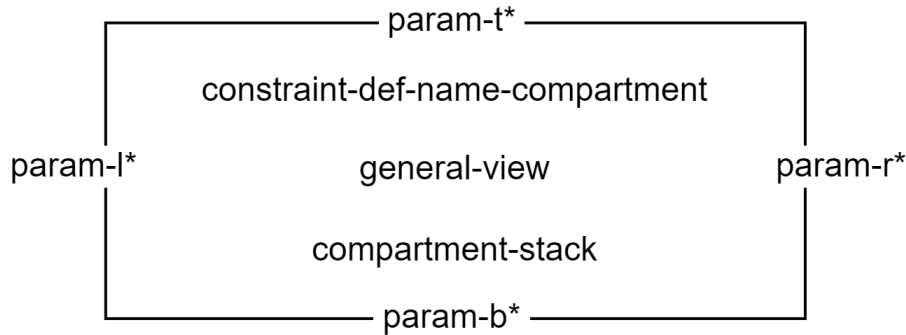 param-t*
constraint-def-name-compartment
param-l*
general-view
param-r*
compartment-stack
param-b*